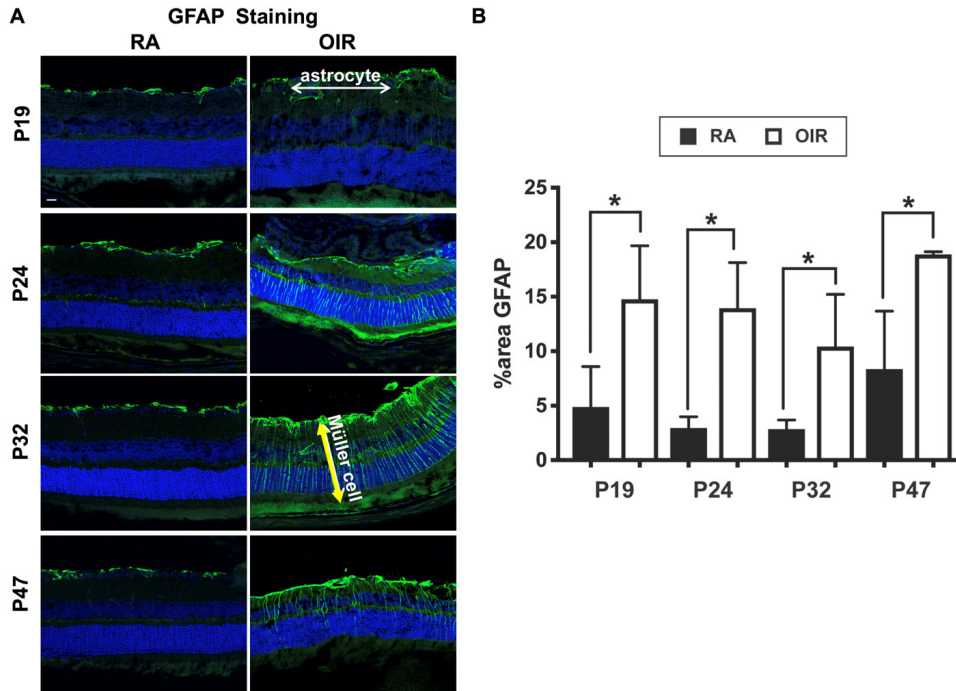 A
GFAP Staining
RA OIR
P19
astrocyte
P24
P32
Müller cell
P47
B
RA OIR
%area GFAP
25
20
15
10
5
0
* * * *
P19 P24 P32 P47